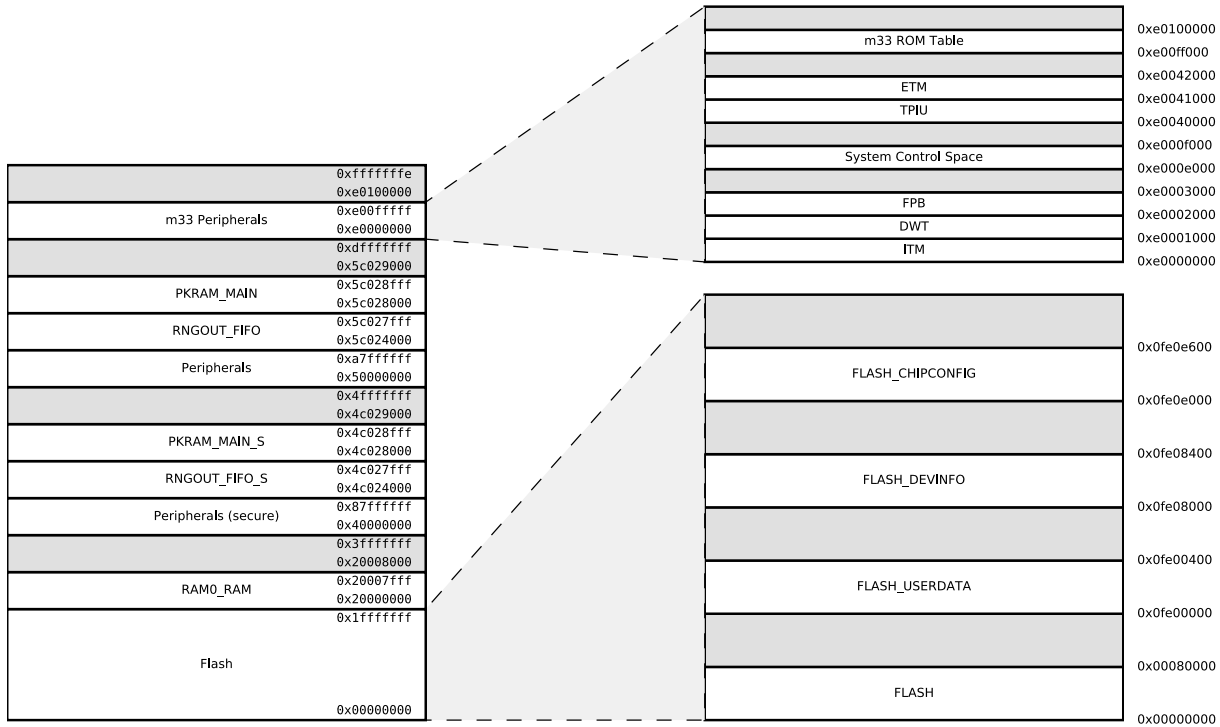 0xfffffffe
0xe0100000
m33 Peripherals
0xe00fffff
0xe0000000
0xdfffffff
0x5c029000
PKRAM_MAIN
0x5c028fff
0x5c028000
RNGOUT_FIFO
0x5c027fff
0x5c024000
Peripherals
0xa7ffffff
0x50000000
0x4fffffff
0x4c029000
PKRAM_MAIN_S
0x4c028fff
0x4c028000
RNGOUT_FIFO_S
0x4c027fff
0x4c024000
Peripherals (secure)
0x87ffffff
0x40000000
0x3fffffff
0x20008000
RAM0_RAM
0x20007fff
0x20000000
0x1fffffff
Flash
0x00000000
0xe0100000
m33 ROM Table
0xe00ff000
0xe0042000
ETM
0xe0041000
TPIU
0xe0040000
0xe000f000
System Control Space
0xe000e000
0xe0003000
FPB
0xe0002000
DWT
0xe0001000
ITM
0xe0000000
0x0fe0e600
FLASH_CHIPCONFIG
0x0fe0e000
0x0fe08400
FLASH_DEVINFO
0x0fe08000
0x0fe00400
FLASH_USERDATA
0x0fe00000
0x00080000
FLASH
0x00000000